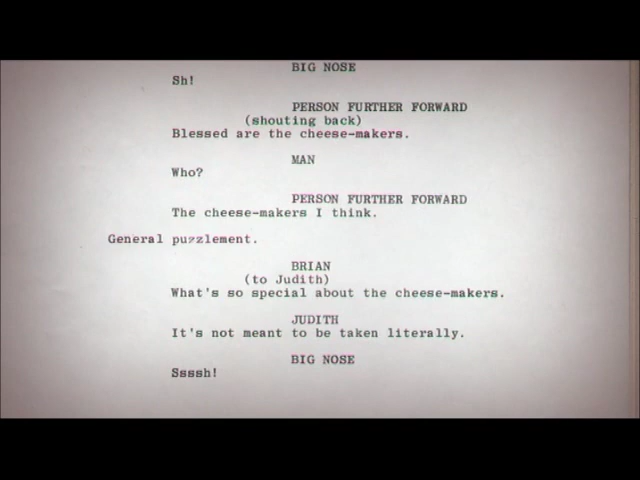 BIG NOSE
Sh!
PERSON FURTHER FORWARD
(shouting back)
Blessed are the cheese-makers.
MAN
Who?
PERSON FURTHER FORWARD
The cheese-makers I think.
General puzzlement.
BRIAN
(to Judith)
What's so special about the cheese-makers.
JUDITH
It's not meant to be taken literally.
BIG NOSE
Ssssh!